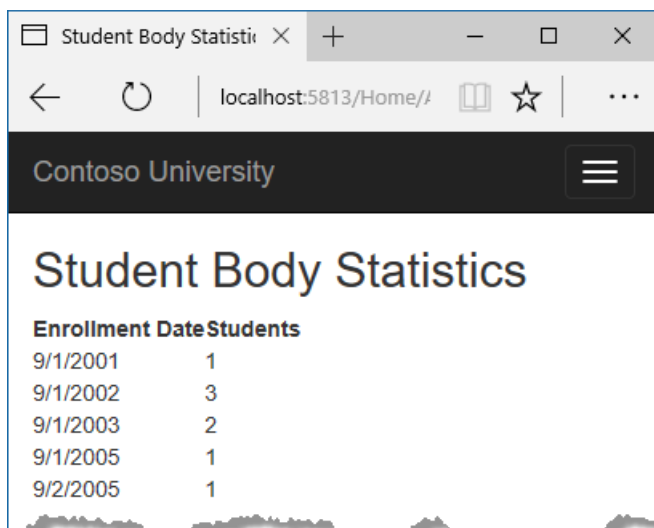 Student Body Statistic
localhost:5813/Home/
Contoso University
Student Body Statistics
Enrollment Date Students
9/1/2001 1
9/1/2002 3
9/1/2003 2
9/1/2005 1
9/2/2005 1